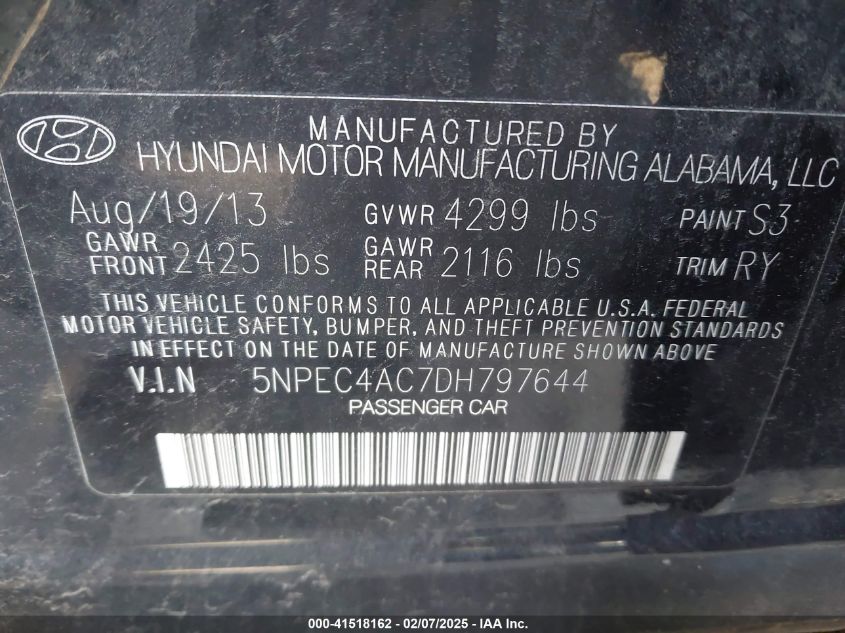 MANUFACTURED BY
HYUNDAI MOTOR MANUFACTURING ALABAMA, LLC
Aug/19/13 GVWR 4299 lbs PAINT S3
GAWR FRONT 2425 lbs GAWR REAR 2116 lbs TRIM RY
THIS VEHICLE CONFORMS TO ALL APPLICABLE U.S.A. FEDERAL
MOTOR VEHICLE SAFETY, BUMPER, AND THEFT PREVENTION STANDARDS
IN EFFECT ON THE DATE OF MANUFACTURE SHOWN ABOVE
V.I.N 5NPEC4AC7DH797644
PASSENGER CAR
000-41518162 - 02/07/2025 - IAA Inc.